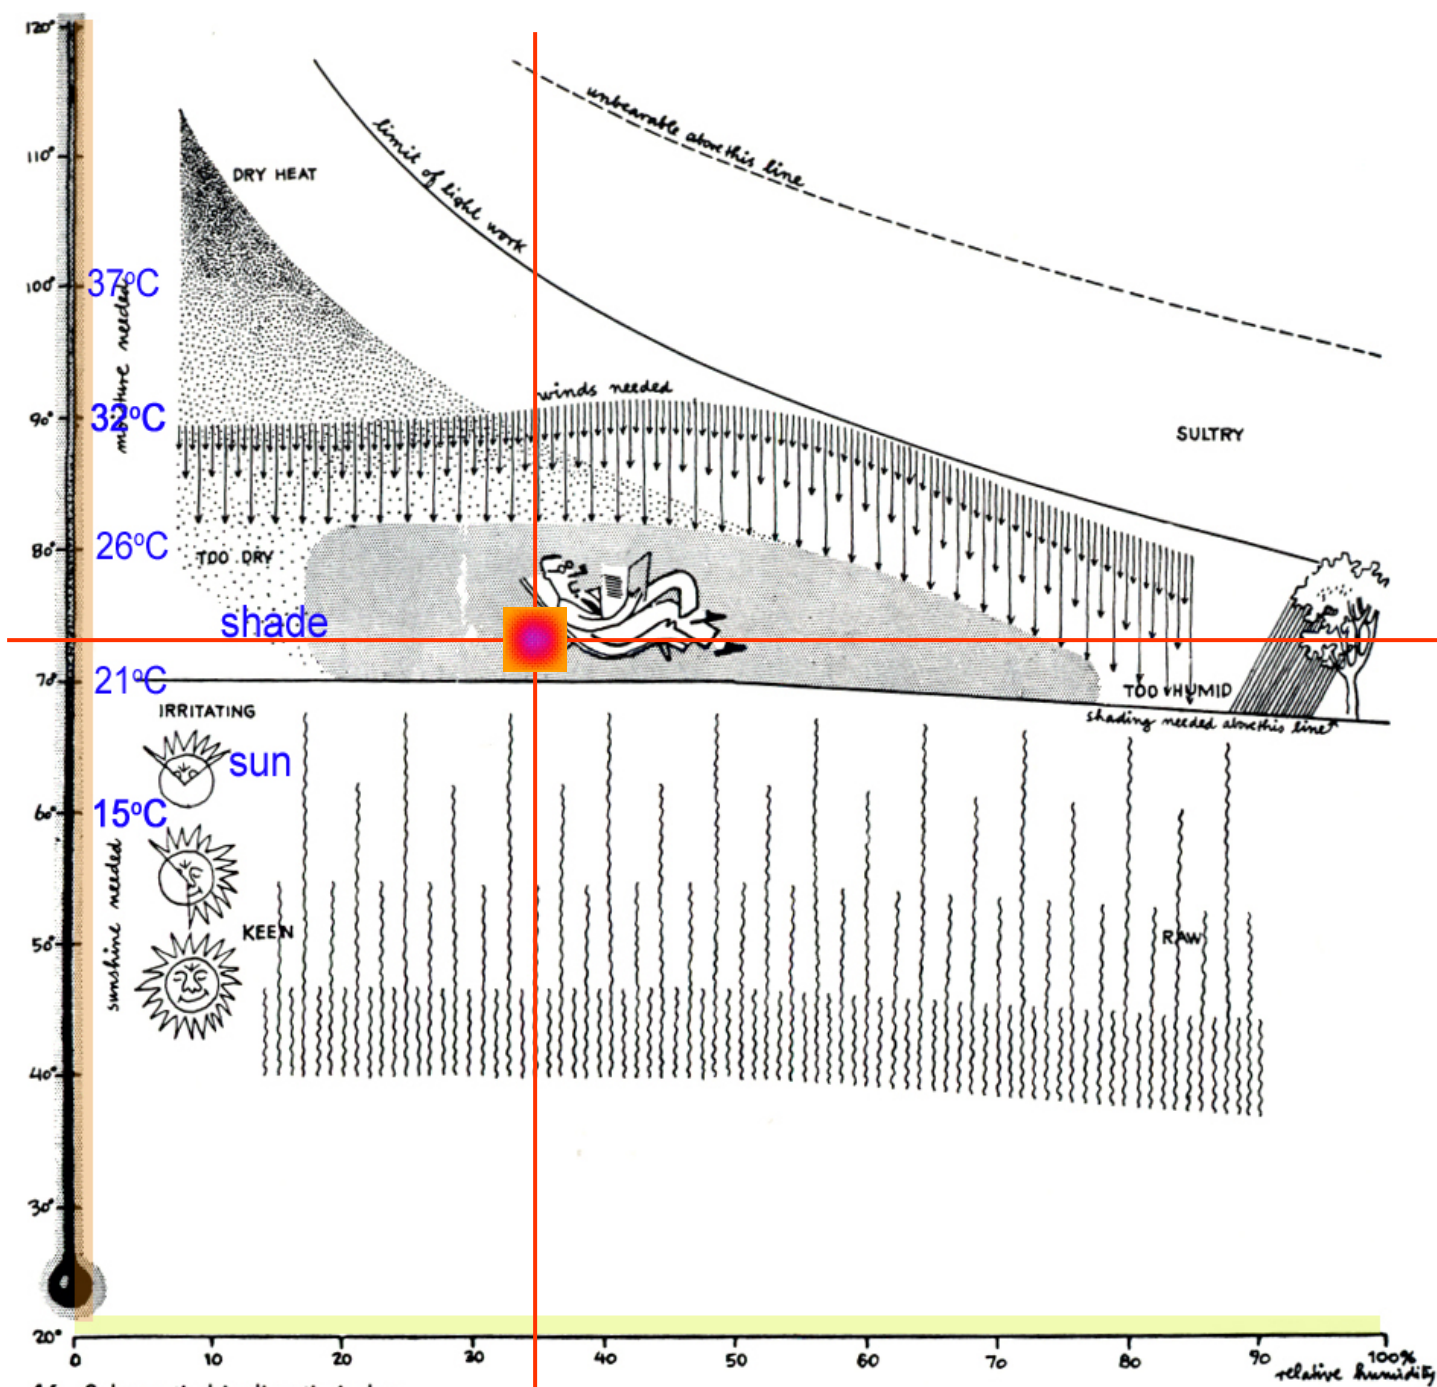 120°
unbearable above this line
limit of light work
110°
DRY HEAT
100°
37°C
moisture needed
winds needed
90°
32°C
SULTRY
80°
26°C
TOO DRY
shade
70°
21°C
TOO HUMID
IRRITATING
shading needed above this line
sun
60°
15°C
sunshine needed
KEEN
RAW
50°
40°
30°
20°
0 10 20 30 40 50 60 70 80 90 100%
relative humidity